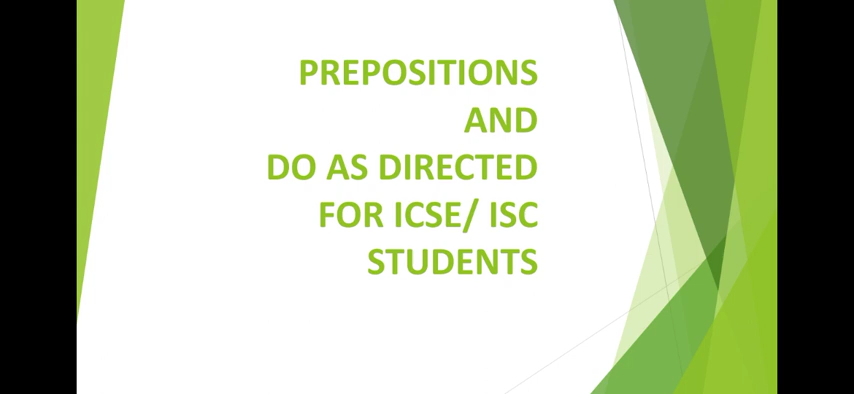 PREPOSITIONS
AND
DO AS DIRECTED
FOR ICSE/ ISC
STUDENTS